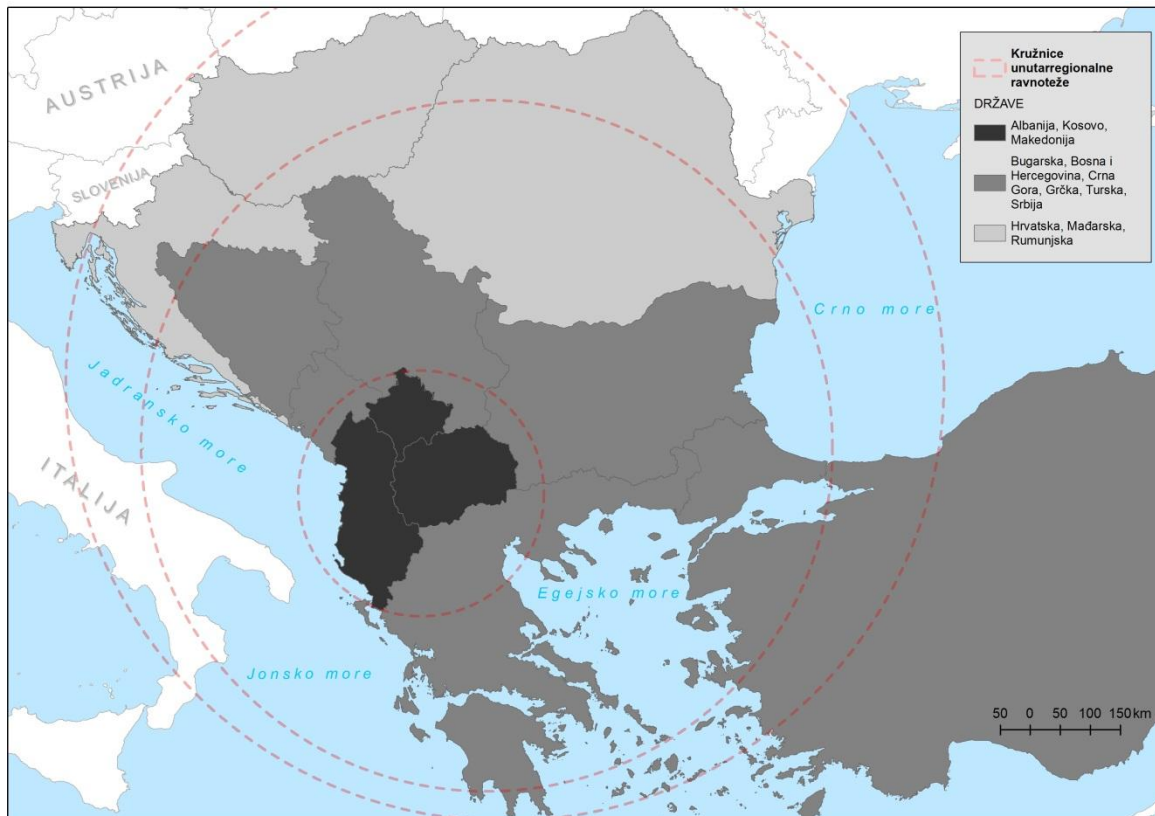 AUSTRIJA
SLOVENIJA
ITALIJA
Jadransko more
Jonsko more
Egejsko more
Crno more
Kružnice
unutarregionalne
ravnoteže
DRŽAVE
Albanija, Kosovo,
Makedonija
Bugarska, Bosna i
Hercegovina, Crna
Gora, Grčka, Turska,
Srbija
Hrvatska, Mađarska,
Rumunjska
50 0 50 100 150 km